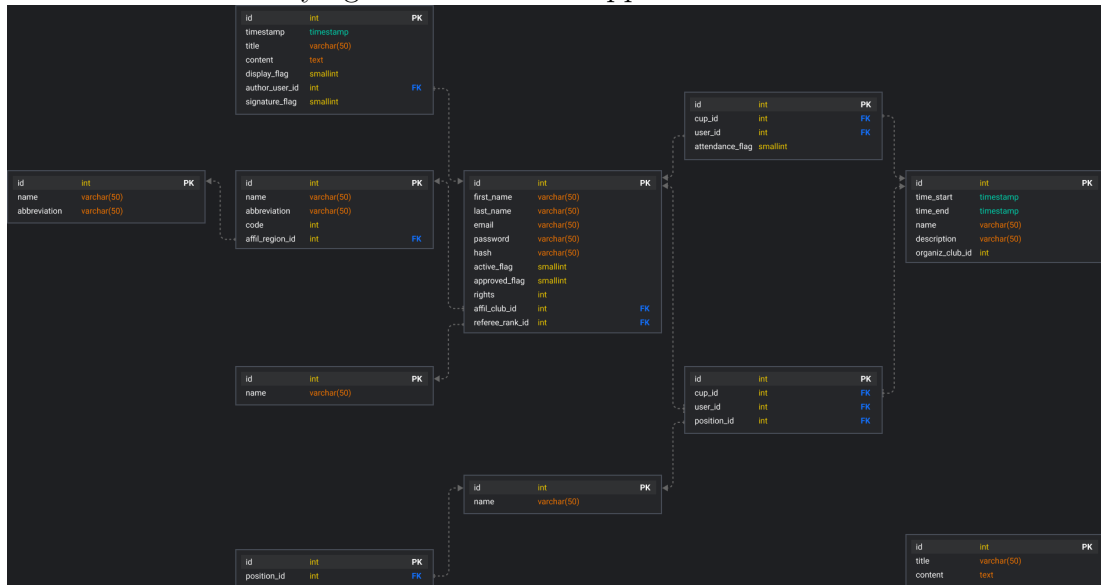 id int PK
timestamp timestamp
title varchar(50)
content text
display_flag smallint
author_user_id int FK
signature_flag smallint
id int PK
cup_id int FK
user_id int FK
attendance_flag smallint
id int PK
name varchar(50)
abbreviation varchar(50)
id int PK
name varchar(50)
abbreviation varchar(50)
code int
affil_region_id int FK
id int PK
first_name varchar(50)
last_name varchar(50)
email varchar(50)
password varchar(50)
hash varchar(50)
active_flag smallint
approved_flag smallint
rights int
affil_club_id int FK
referee_rank_id int FK
id int PK
time_start timestamp
time_end timestamp
name varchar(50)
description varchar(50)
organiz_club_id int
id int PK
name varchar(50)
id int PK
cup_id int FK
user_id int FK
position_id int FK
id int PK
name varchar(50)
id int PK
position_id int FK
id int PK
title varchar(50)
content text